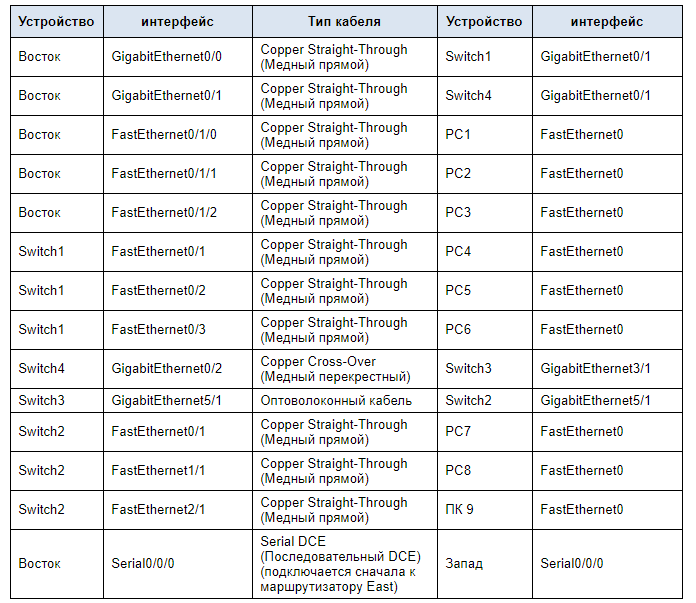 Устройство интерфейс Тип кабеля Устройство интерфейс
Восток GigabitEthernet0/0 Copper Straight-Through (Медный прямой) Switch1 GigabitEthernet0/1
Восток GigabitEthernet0/1 Copper Straight-Through (Медный прямой) Switch4 GigabitEthernet0/1
Восток FastEthernet0/1/0 Copper Straight-Through (Медный прямой) PC1 FastEthernet0
Восток FastEthernet0/1/1 Copper Straight-Through (Медный прямой) PC2 FastEthernet0
Восток FastEthernet0/1/2 Copper Straight-Through (Медный прямой) PC3 FastEthernet0
Switch1 FastEthernet0/1 Copper Straight-Through (Медный прямой) PC4 FastEthernet0
Switch1 FastEthernet0/2 Copper Straight-Through (Медный прямой) PC5 FastEthernet0
Switch1 FastEthernet0/3 Copper Straight-Through (Медный прямой) PC6 FastEthernet0
Switch4 GigabitEthernet0/2 Copper Cross-Over (Медный перекрестный) Switch3 GigabitEthernet3/1
Switch3 GigabitEthernet5/1 Оптоволоконный кабель Switch2 GigabitEthernet5/1
Switch2 FastEthernet0/1 Copper Straight-Through (Медный прямой) PC7 FastEthernet0
Switch2 FastEthernet1/1 Copper Straight-Through (Медный прямой) PC8 FastEthernet0
Switch2 FastEthernet2/1 Copper Straight-Through (Медный прямой) ПК 9 FastEthernet0
Восток Serial0/0/0 Serial DCE (Последовательный DCE) (подключается сначала к маршрутизатору East) Запад Serial0/0/0